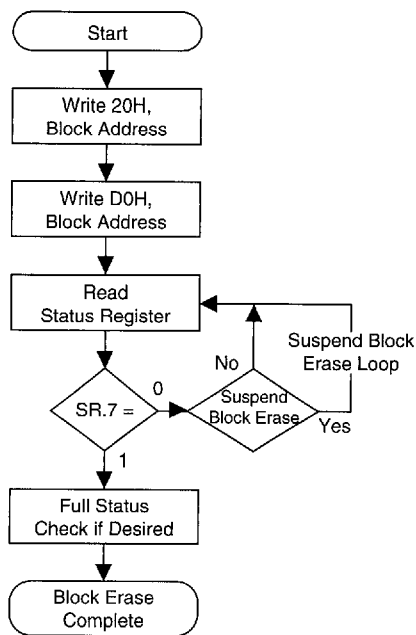 Start
Write 20H,
Block Address
Write D0H,
Block Address
Read
Status Register
Suspend Block
Erase Loop
No
SR.7 =
0
Suspend
Block Erase
Yes
1
Full Status
Check if Desired
Block Erase
Complete